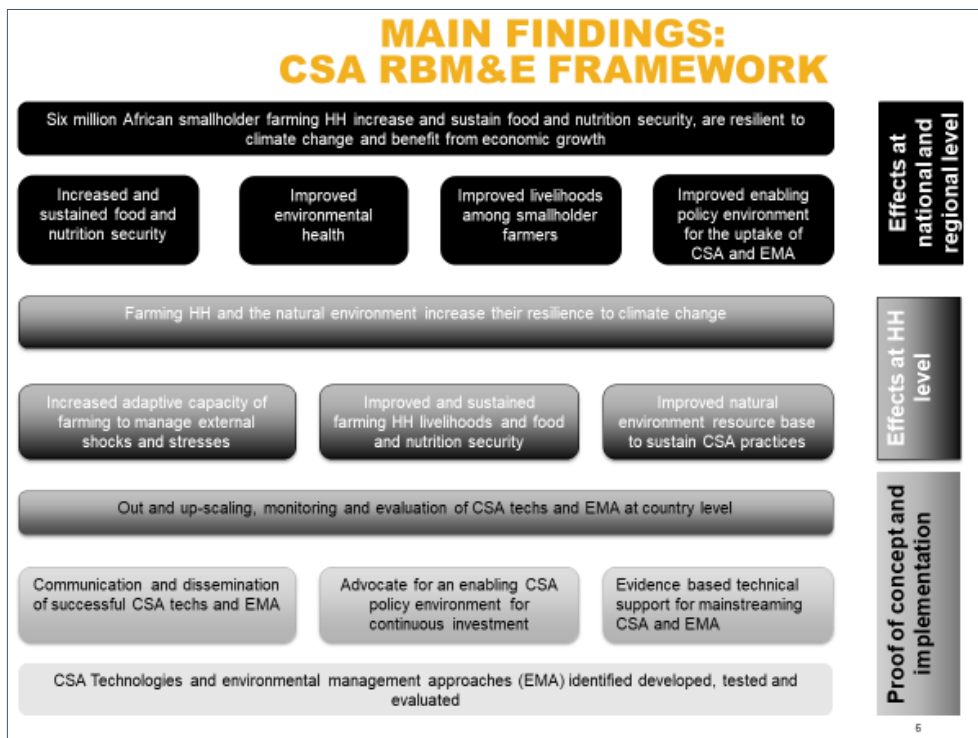 MAIN FINDINGS:
CSA RBM&E FRAMEWORK
Six million African smallholder farming HH increase and sustain food and nutrition security, are resilient to
climate change and benefit from economic growth
Effects at
national and
regional level
Increased and
sustained food and
nutrition security
Improved
environmental
health
Improved livelihoods
among smallholder
farmers
Improved enabling
policy environment
for the uptake of
CSA and EMA
Farming HH and the natural environment increase their resilience to climate change
Effects at HH
level
Increased adaptive capacity of
farming to manage external
shocks and stresses
Improved and sustained
farming HH livelihoods and food
and nutrition security
Improved natural
environment resource base
to sustain CSA practices
Out and up-scaling, monitoring and evaluation of CSA techs and EMA at country level
Proof of concept and
implementation
Communication and dissemination
of successful CSA techs and EMA
Advocate for an enabling CSA
policy environment for
continuous investment
Evidence based technical
support for mainstreaming
CSA and EMA
CSA Technologies and environmental management approaches (EMA) identified developed, tested and
evaluated